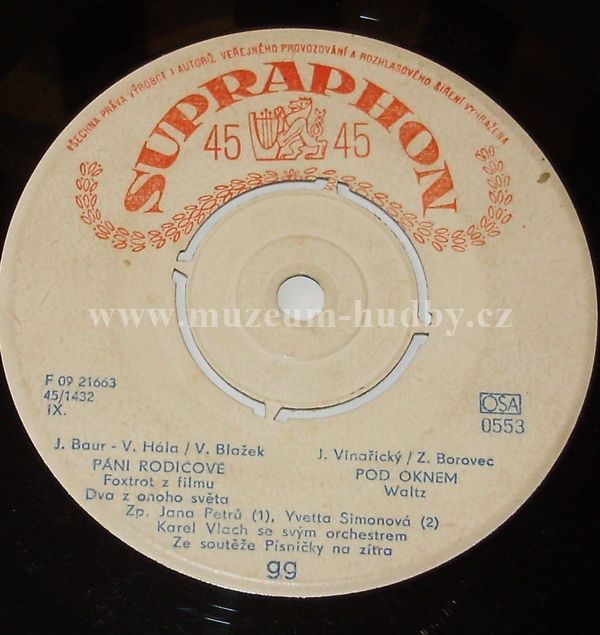 VŠECHNA PRÁVA VÝROBCE I AUTORŮ, VEŘEJNÉHO PROVOZOVÁNÍ A ROZHLASOVÉHO ŠÍŘENÍ VYHRAŽENA
SUPRAPHON
45 45
www.muzeum-hudby.cz
F 09 21663
45/1432
IX.
OSA
0553
J. Baur - V. Hála / V. Blažek
PÁNI RODIČOVÉ
Foxtrot z filmu
Dva z onoho světa
J. Vinařický / Z. Borovec
POD OKNEM
Waltz
Zp. Jana Petrů (1), Yvetta Simonová (2)
Karel Vlach se svým orchestrem
Ze soutěže Písničky na zítra
gg